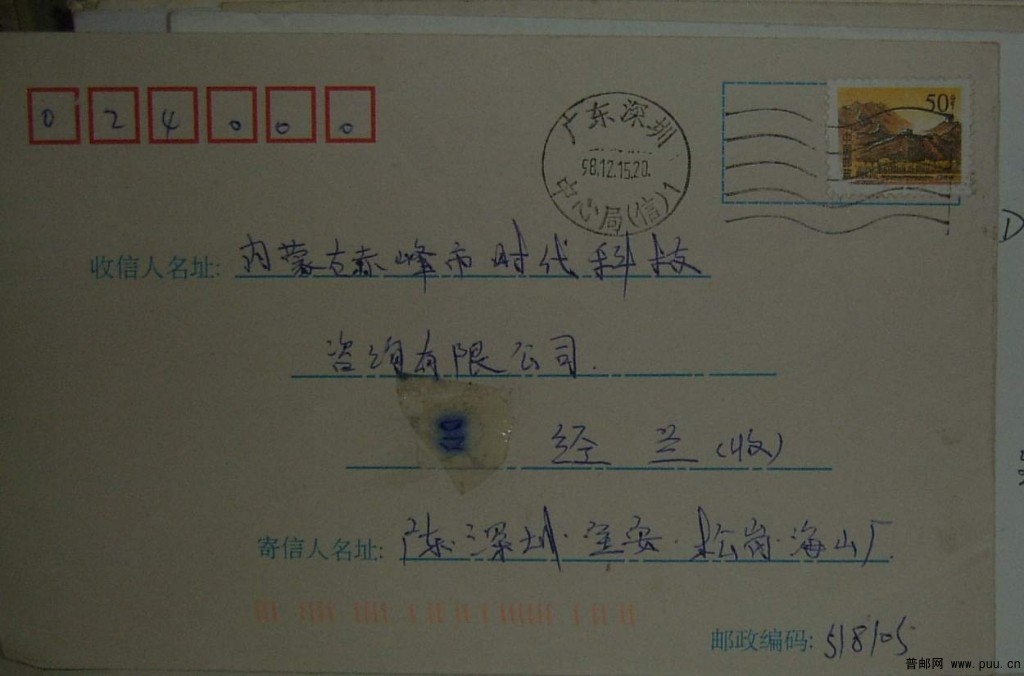 024000
广东深圳
98.12.15.20.
中心局(信)1
50分
收信人名址: 内蒙古赤峰市时代科技
咨询有限公司.
经兰(收)
寄信人名址: 广东·深圳·宝安·松岗·海山厂.
邮政编码: 518105
普邮网 www.puu.cn